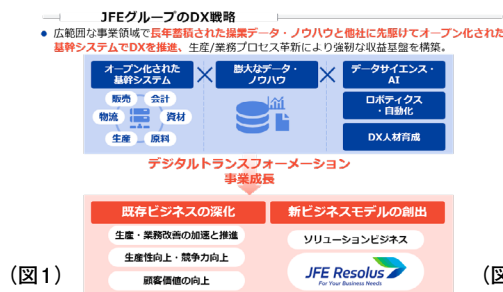 JFEグループのDX戦略
● 広範囲な事業領域で長年蓄積された操業データ・ノウハウと他社に先駆けてオープン化された
基幹システムでDXを推進、生産/業務プロセス革新により強靭な収益基盤を構築。
オープン化された
基幹システム
×
膨大なデータ・
ノウハウ
×
データサイエンス・
AI
販売 会計
物流 資材
生産 原料
ロボティクス
・自動化
DX人材育成
デジタルトランスフォーメーション
事業成長
既存ビジネスの深化
生産・業務改善の加速と推進
生産性向上・競争力向上
顧客価値の向上
新ビジネスモデルの創出
ソリューションビジネス
JFE Resolus
For Your Business Needs
(図1)
(図